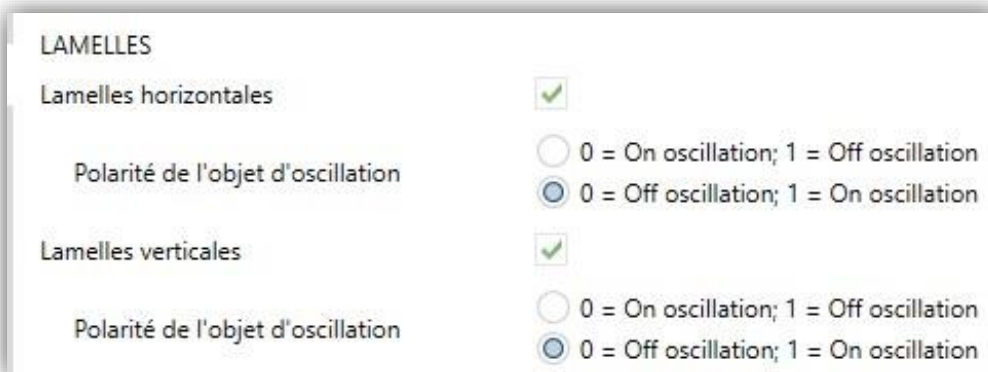 LAMELLES
Lamelles horizontales
0 = On oscillation; 1 = Off oscillation
Polarité de l'objet d'oscillation
0 = Off oscillation; 1 = On oscillation
Lamelles verticales
0 = On oscillation; 1 = Off oscillation
Polarité de l'objet d'oscillation
0 = Off oscillation; 1 = On oscillation